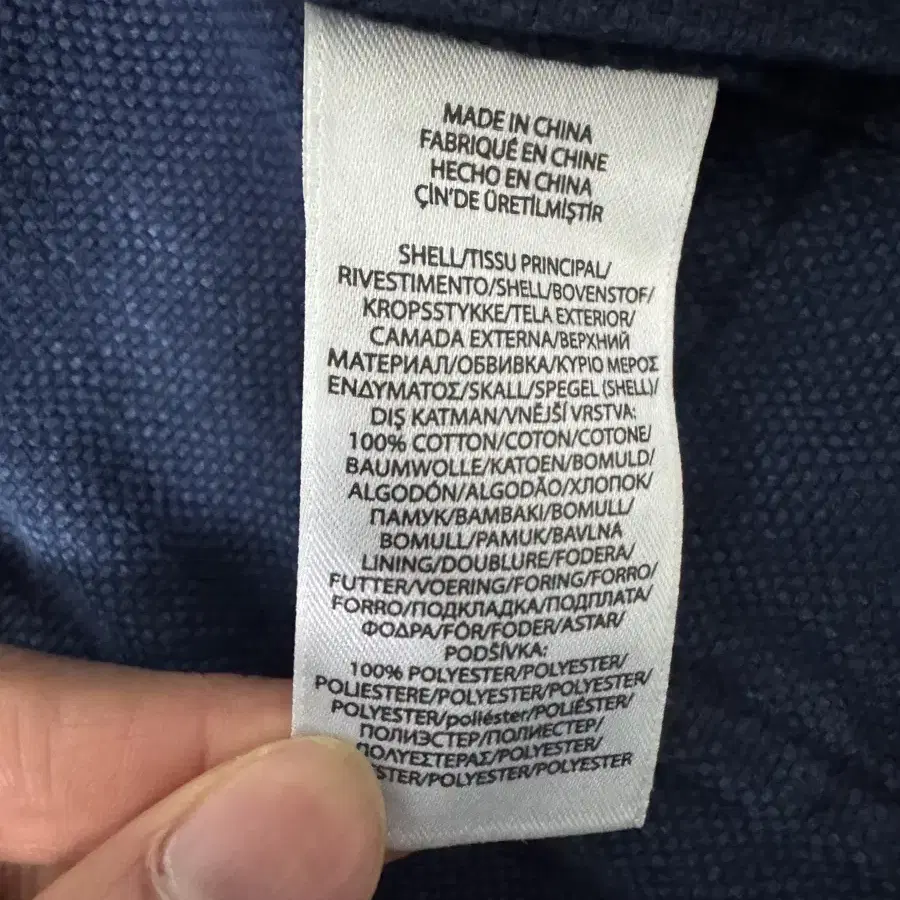 MADE IN CHINA
FABRIQUÉ EN CHINE
HECHO EN CHINA
ÇİN'DE ÜRETİLMİŞTİR
SHELL/TISSU PRINCIPAL/
RIVESTIMENTO/SHELL/BOVENSTOF/
KROPSSTYKKE/TELA EXTERIOR/
CAMADA EXTERNA/ВЕРХНИЙ
МАТЕРИАЛ/ОБВИВКА/ΚΥΡΙΟ ΜΕΡΟΣ
ΕΝΔΥΜΑΤΟΣ/SKALL/SPEGEL (SHELL)/
DIŞ KATMAN/VNĚJŠÍ VRSTVA:
100% COTTON/COTON/COTONE/
BAUMWOLLE/KATOEN/BOMULD/
ALGODÓN/ALGODÃO/ХЛОПОК/
ПАМУК/ΒΑΜΒΑΚΙ/BOMULL/
BOMULL/PAMUK/BAVLNA
LINING/DOUBLURE/FODERA/
FUTTER/VOERING/FORING/FORRO/
FORRO/ПОДКЛАДКА/ПОДПЛАТА/
ΦΟΔΡΑ/FÔR/FODER/ASTAR/
PODŠÍVKA:
100% POLYESTER/POLYESTER/
POLIESTERE/POLYESTER/POLYESTER/
POLYESTER/poliéster/POLIÉSTER/
ПОЛИЭСТЕР/ПОЛИЕСТЕР/
ΠΟΛΥΕΣΤΕΡΑΣ/POLYESTER/
STER/POLYESTER/POLYESTER